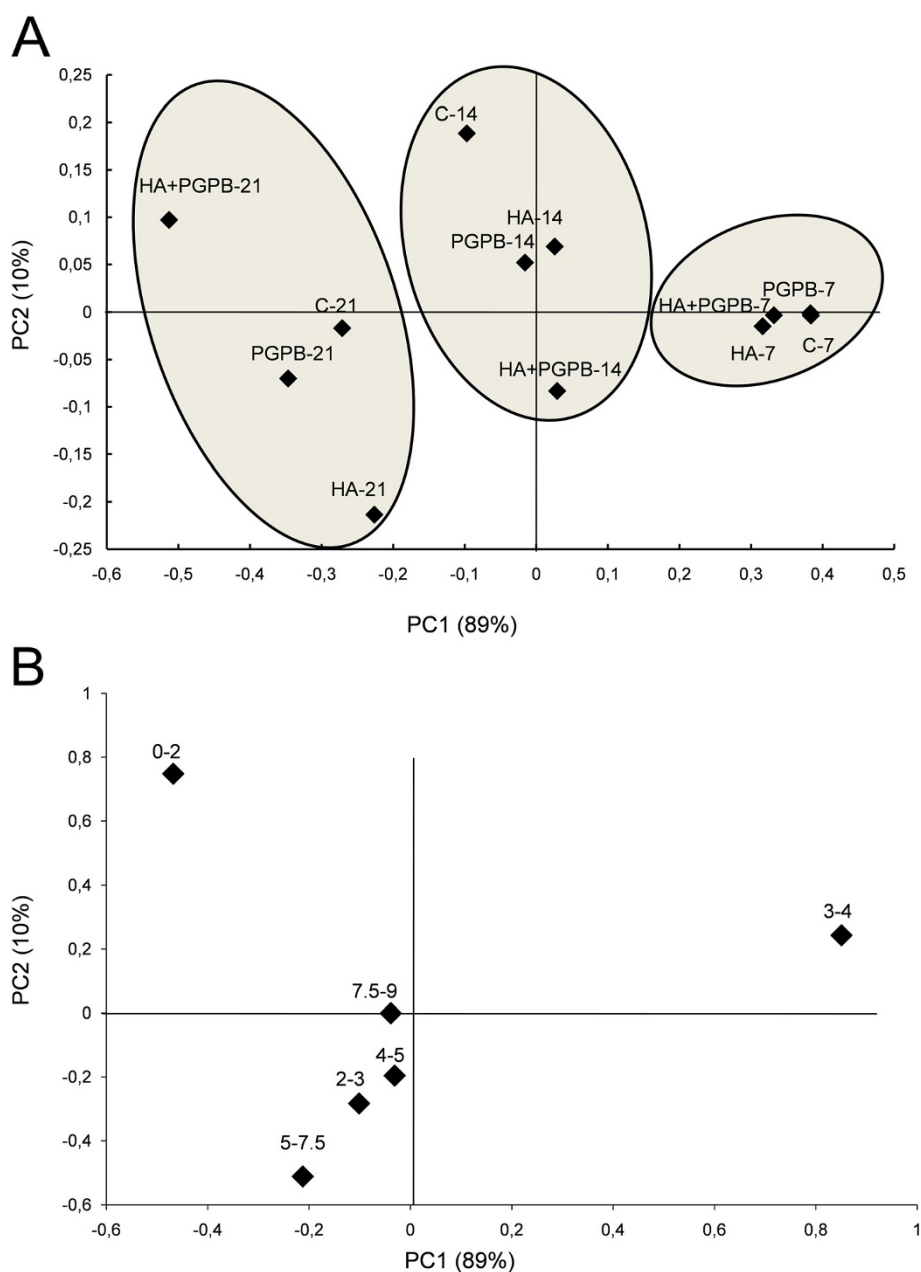 A
0,25
0,2
0,15
0,1
0,05
0
-0,05
-0,1
-0,15
-0,2
-0,25
PC2 (10%)
C-14
HA+PGPB-21
HA-14
PGPB-14
C-21
PGPB-21
HA-21
HA+PGPB-14
HA+PGPB-7
PGPB-7
HA-7
C-7
-0,6
-0,5
-0,3
-0,2
-0,1
0
0,1
0,2
0,3
0,4
0,5
PC1 (89%)
B
1
0,8
0,6
0,4
0,2
0
-0,2
-0,4
-0,6
PC2 (10%)
0-2
3-4
7.5-9
4-5
2-3
5-7.5
-0,6
-0,4
-0,2
0
0,2
0,4
0,6
0,8
1
PC1 (89%)